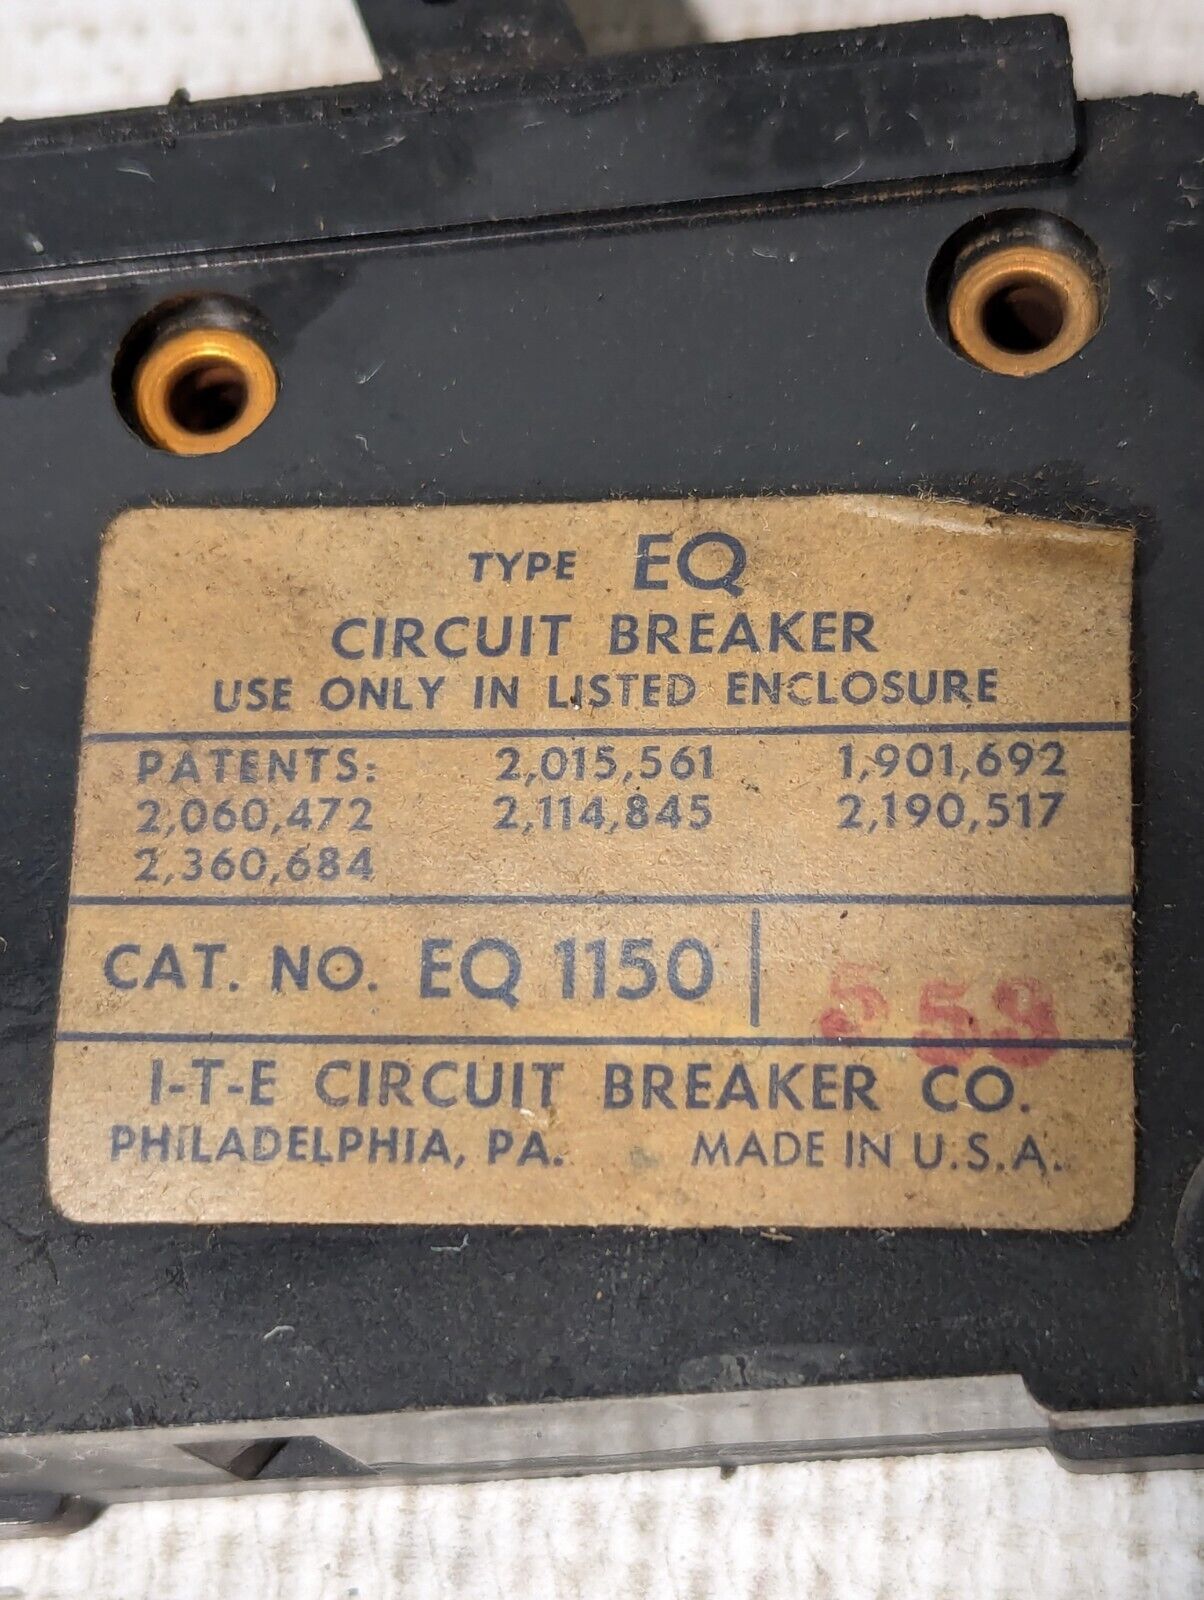 TYPE EQ
CIRCUIT BREAKER
USE ONLY IN LISTED ENCLOSURE
PATENTS: 2,015,561 1,901,692
2,060,472 2,114,845 2,190,517
2,360,684
CAT. NO. EQ 1150
5 59
I-T-E CIRCUIT BREAKER CO.
PHILADELPHIA, PA. MADE IN U.S.A.